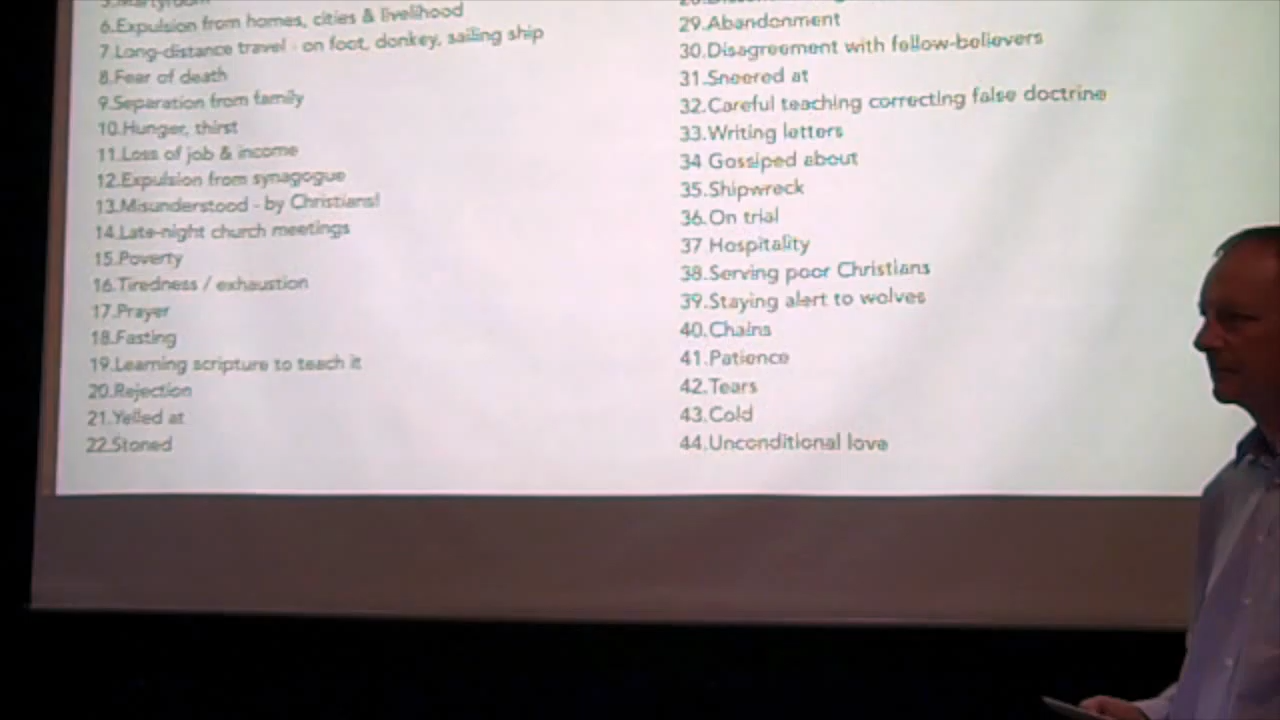 5.Martyrdom
6.Expulsion from homes, cities & livelihood
7.Long-distance travel - on foot, donkey, sailing ship
8.Fear of death
9.Separation from family
10.Hunger, thirst
11.Loss of job & income
12.Expulsion from synagogue
13.Misunderstood - by Christians!
14.Late-night church meetings
15.Poverty
16.Tiredness / exhaustion
17.Prayer
18.Fasting
19.Learning scripture to teach it
20.Rejection
21.Yelled at
22.Stoned
29.Abandonment
30.Disagreement with fellow-believers
31.Sneered at
32.Careful teaching correcting false doctrine
33.Writing letters
34 Gossiped about
35.Shipwreck
36.On trial
37 Hospitality
38.Serving poor Christians
39.Staying alert to wolves
40.Chains
41.Patience
42.Tears
43.Cold
44.Unconditional love